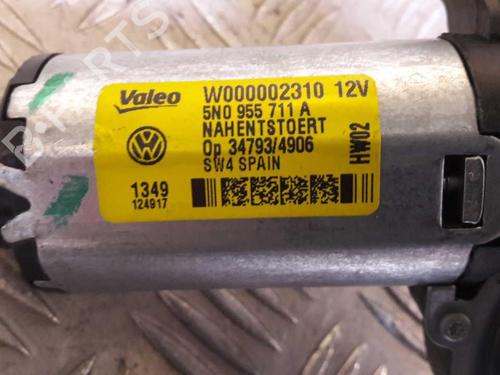 Valeo W000002310 12V
5N0 955 711 A
NAHENTSTOERT
Op 34793/4906
SW4 SPAIN
HW02
1349
124917